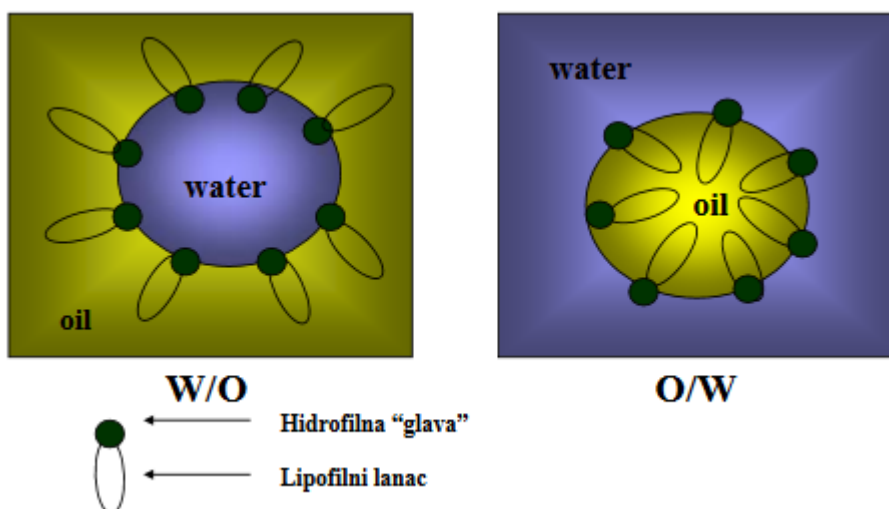 water
oil
W/O
water
oil
O/W
Hidrofilna “glava”
Lipofilni lanac